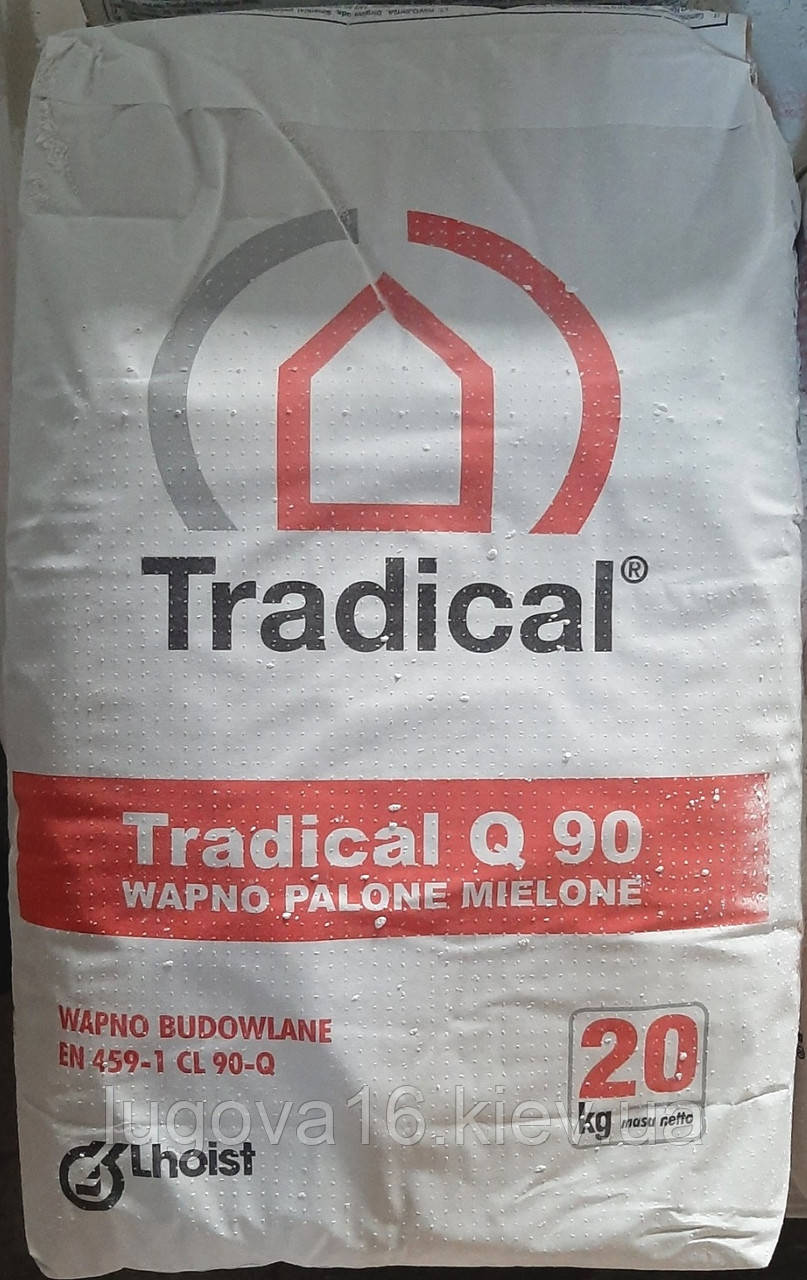 Tradical®
Tradical Q 90
WAPNO PALONE MIELONE
WAPNO BUDOWLANE
EN 459-1 CL 90-Q
20
kg masa netto
lugova16.kiev.ua
Lhoist